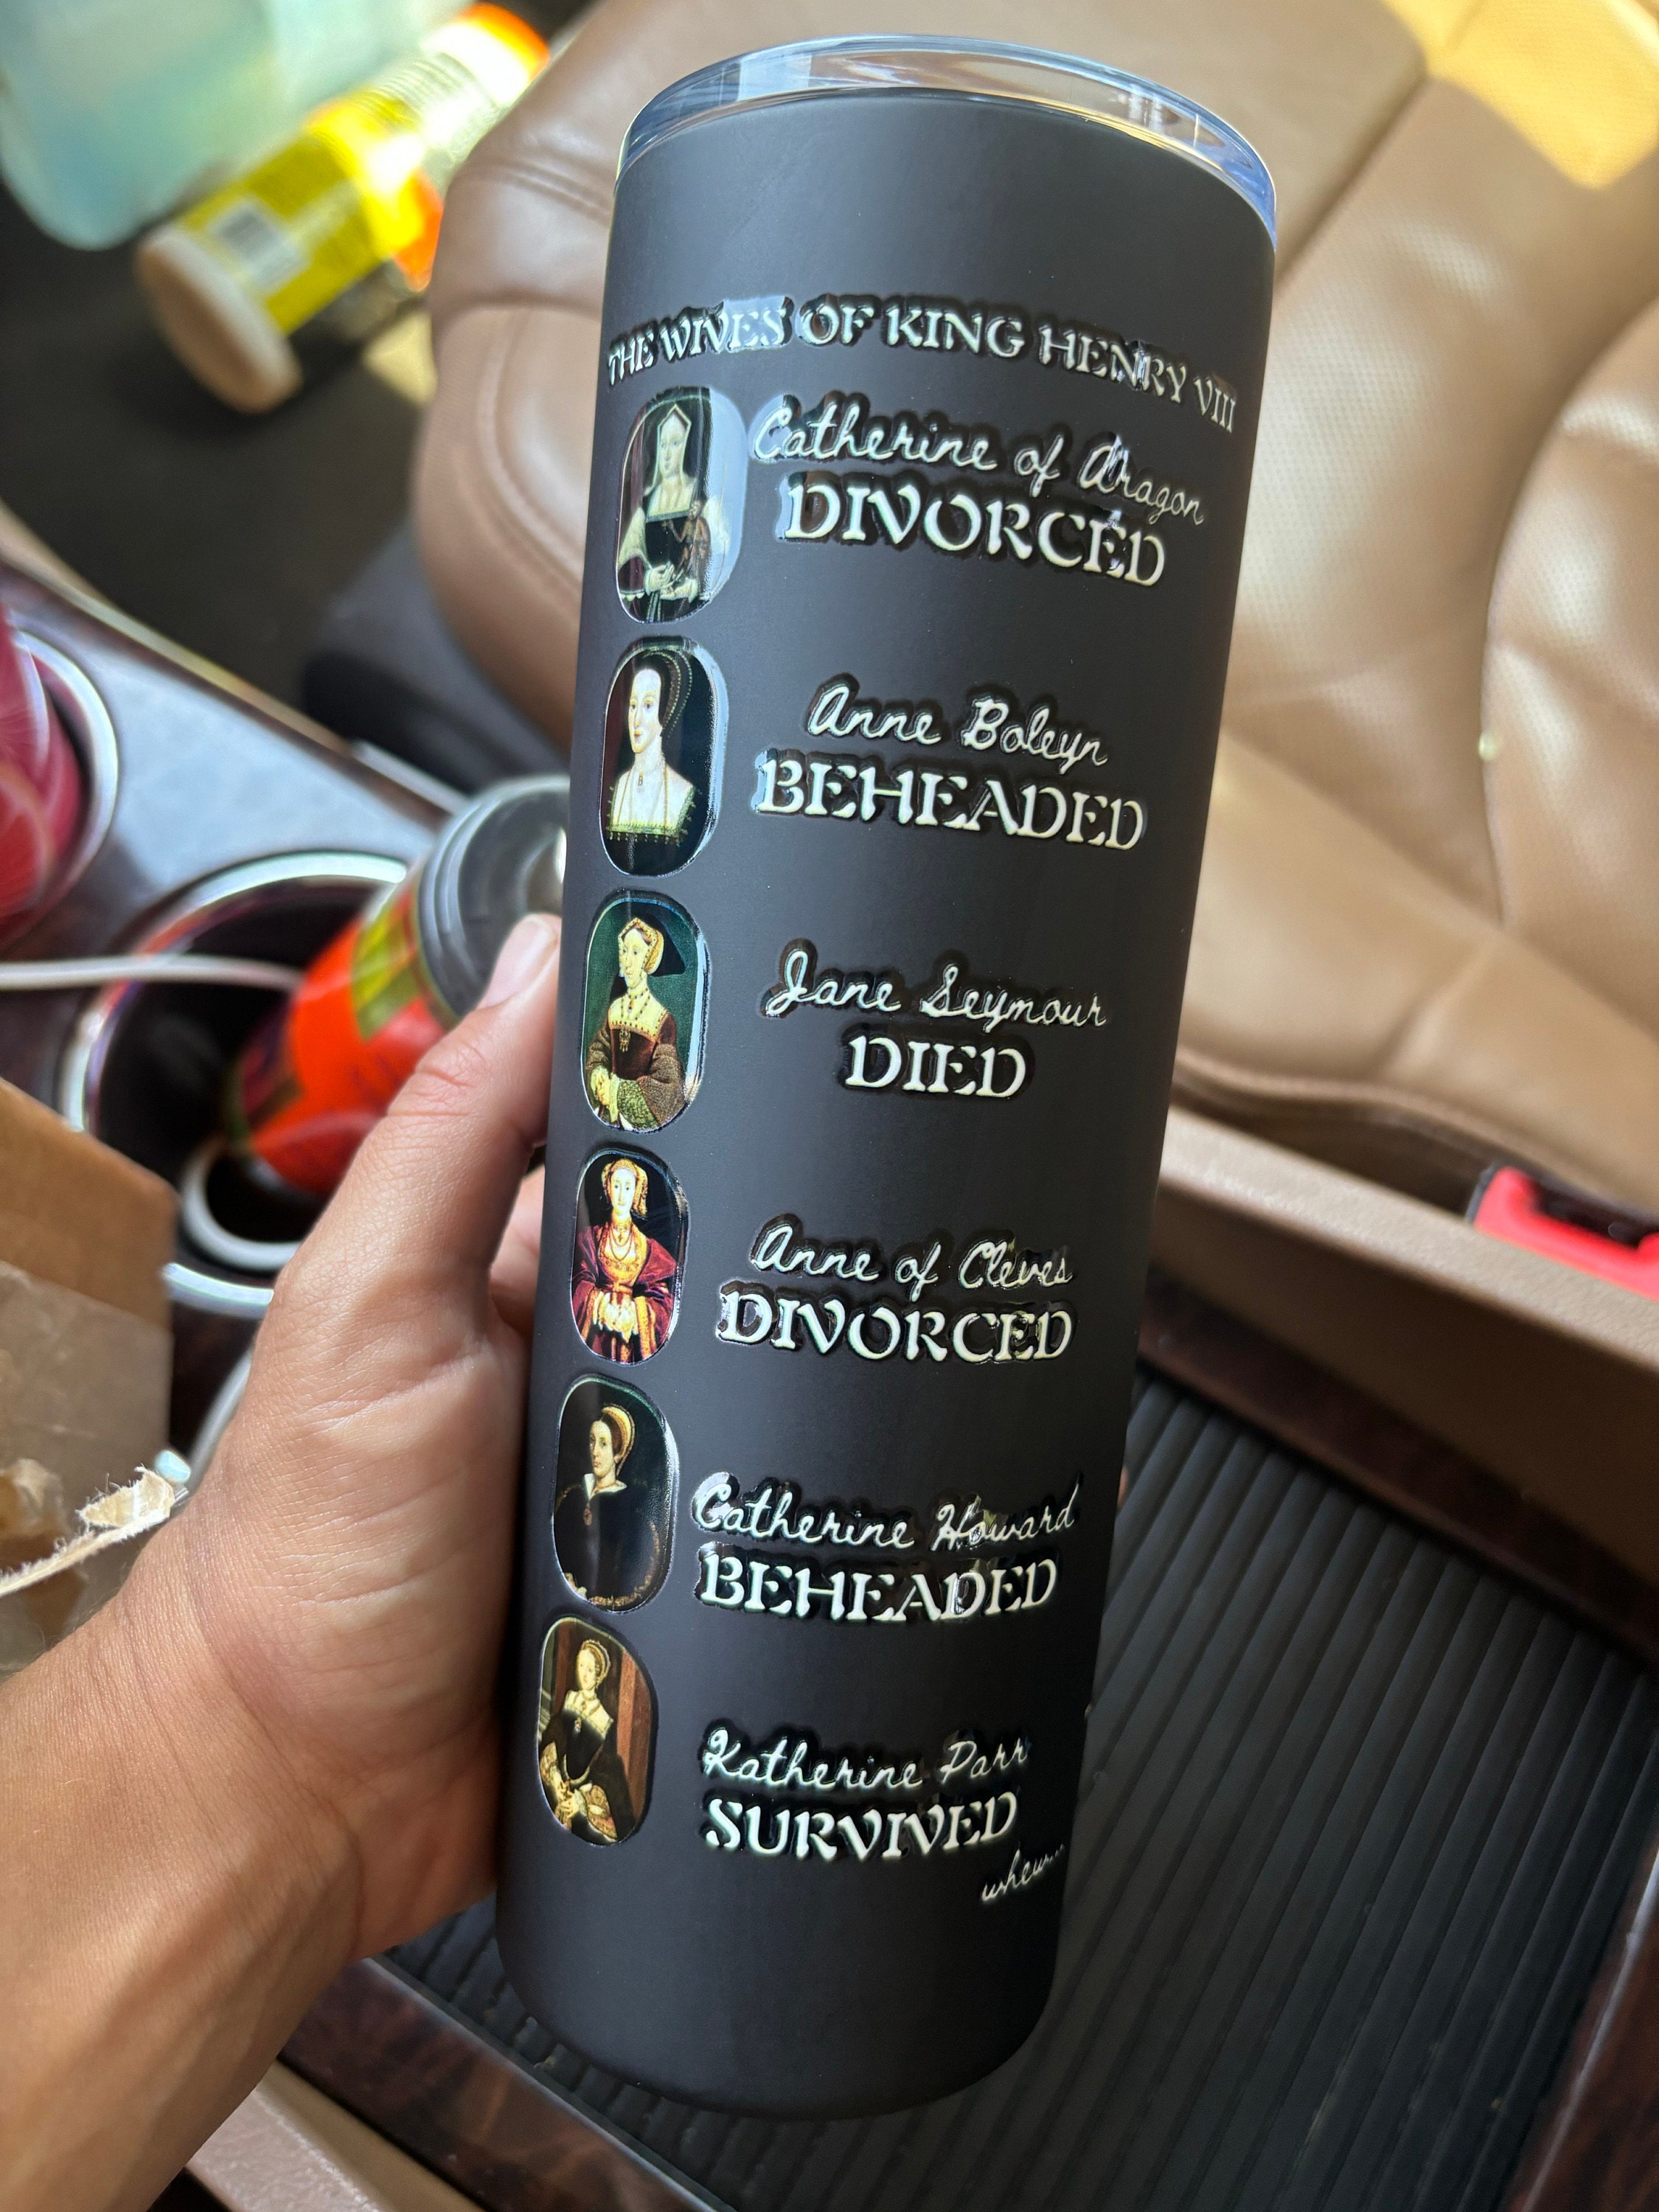 THE WIVES OF KING HENRY VIII
Catherine of Aragon
DIVORCED
Anne Boleyn
BEHEADED
Jane Seymour
DIED
Anne of Cleves
DIVORCED
Catherine Howard
BEHEADED
Katherine Parr
SURVIVED
whew...